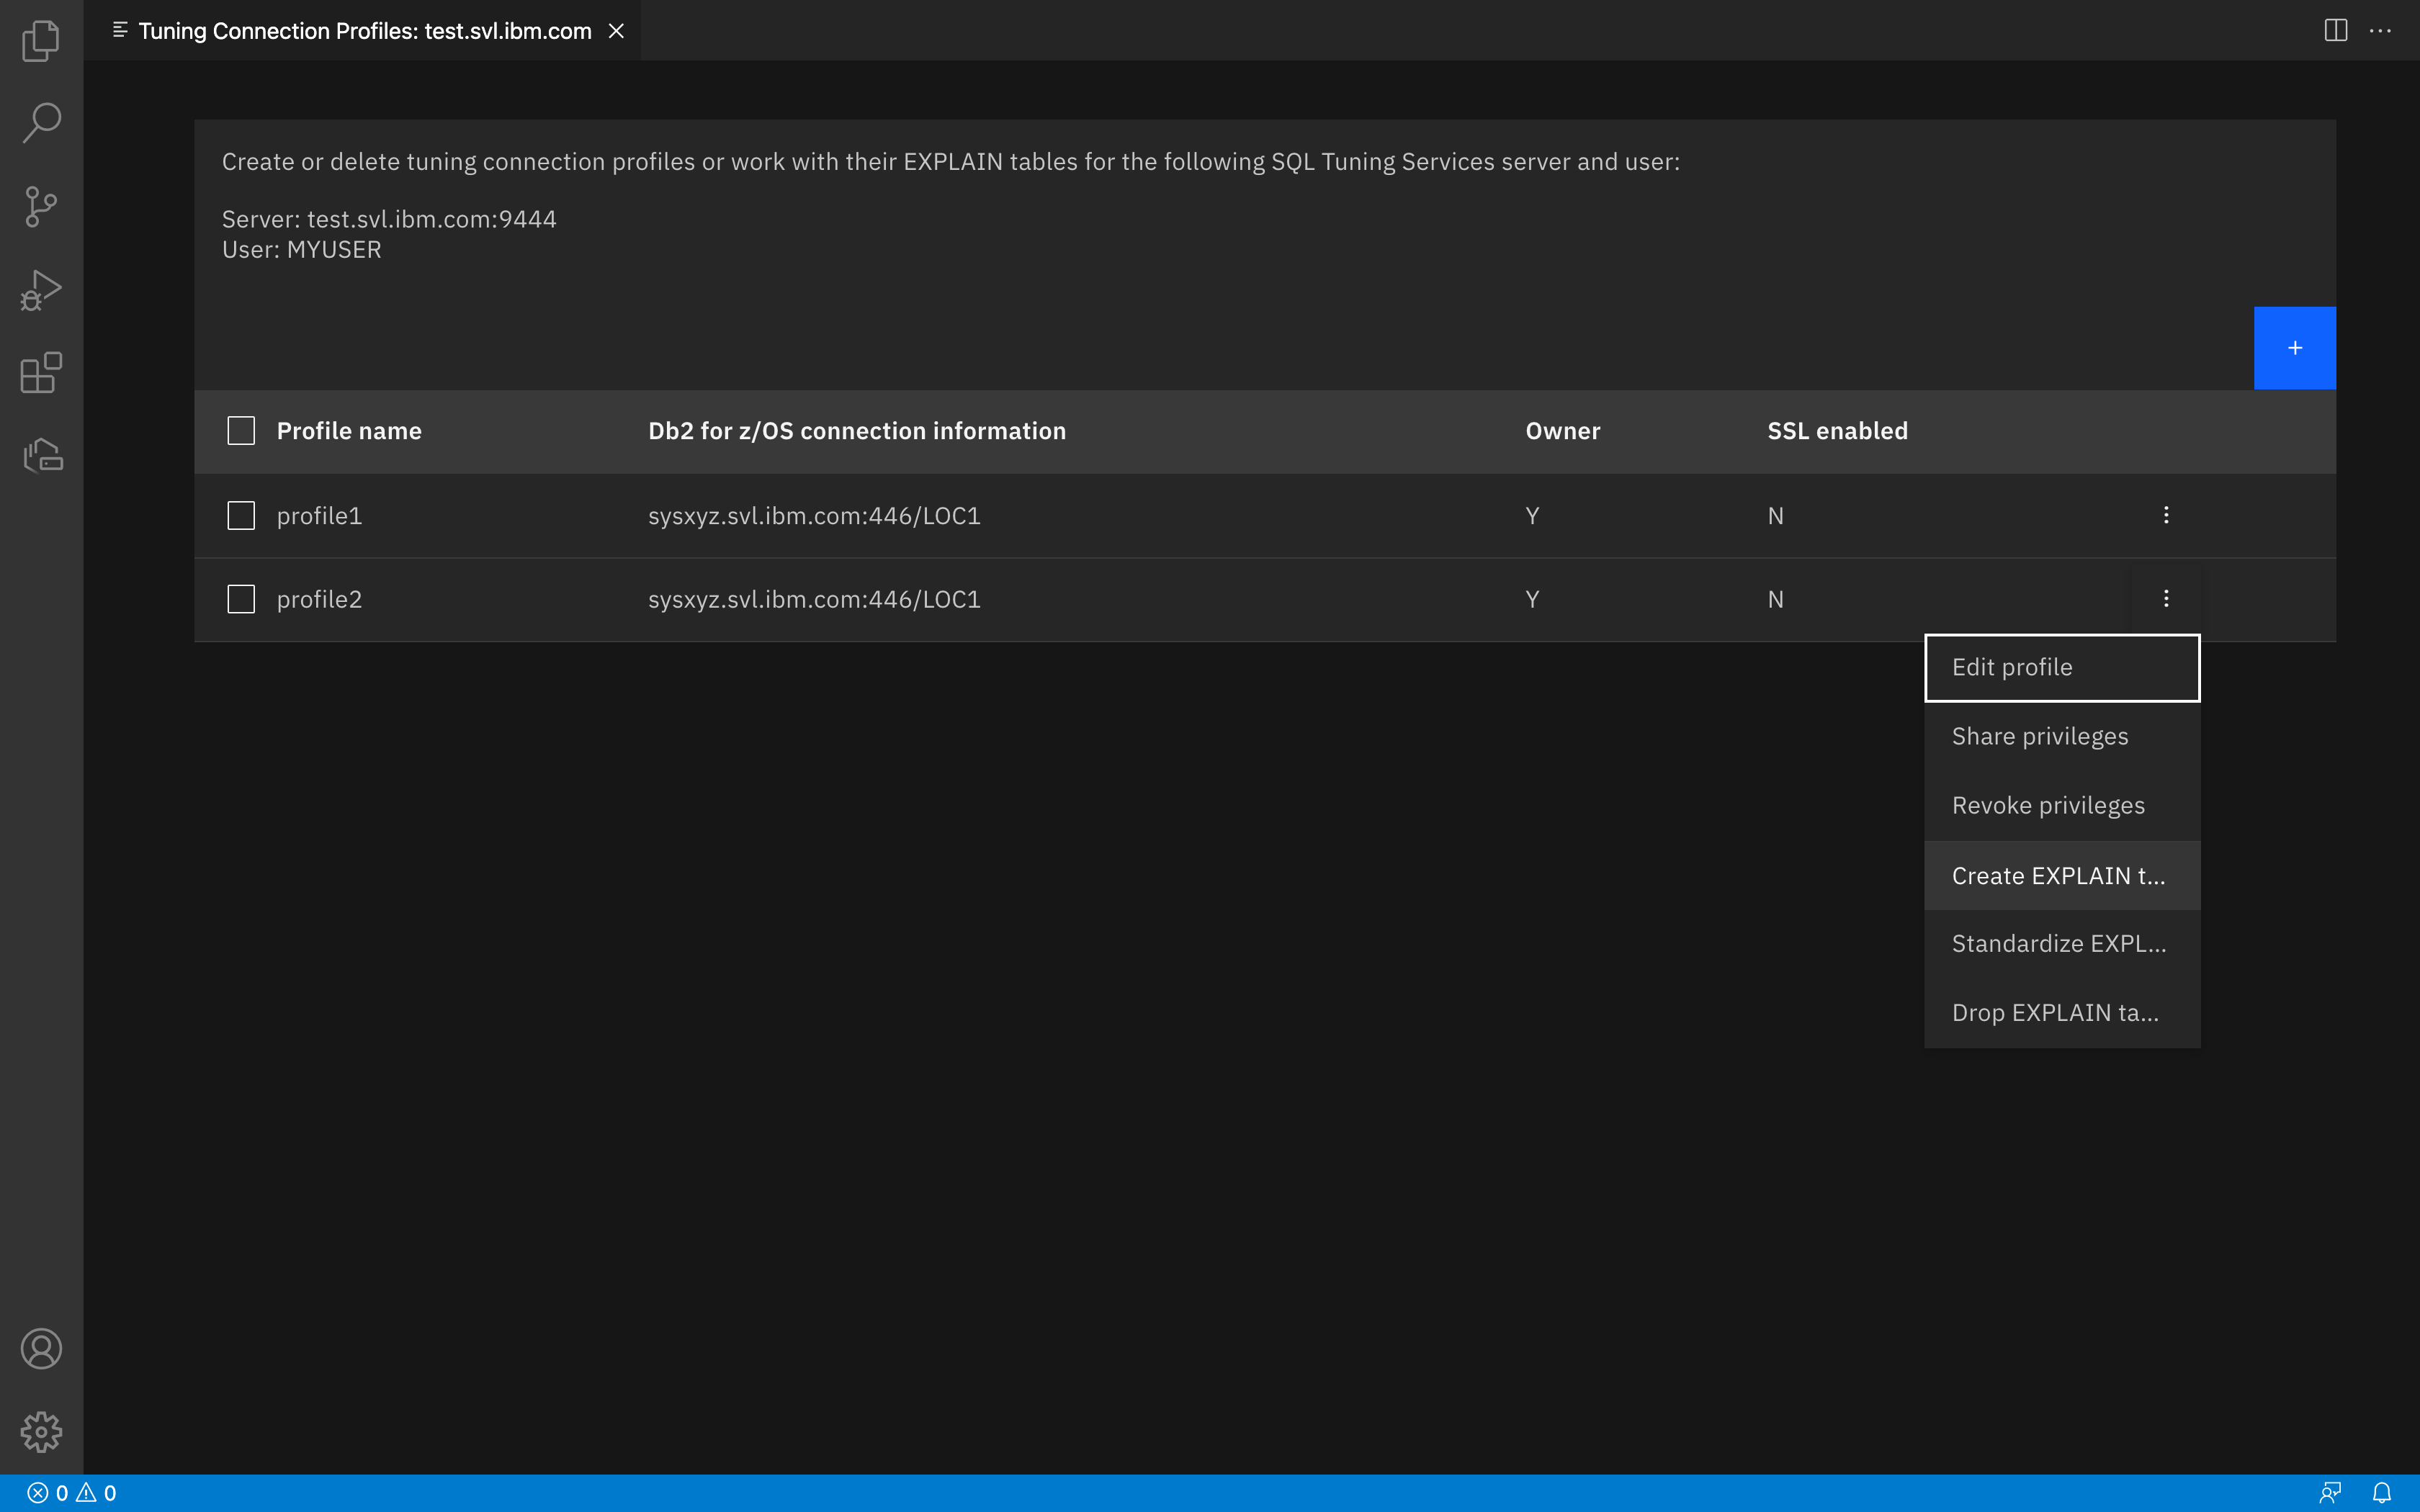 Tuning Connection Profiles: test.svl.ibm.com
Create or delete tuning connection profiles or work with their EXPLAIN tables for the following SQL Tuning Services server and user:
Server: test.svl.ibm.com:9444
User: MYUSER
+
Profile name Db2 for z/OS connection information Owner SSL enabled
profile1 sysxyz.svl.ibm.com:446/LOC1 Y N
profile2 sysxyz.svl.ibm.com:446/LOC1 Y N
Edit profile
Share privileges
Revoke privileges
Create EXPLAIN t...
Standardize EXPL...
Drop EXPLAIN ta...
0 0